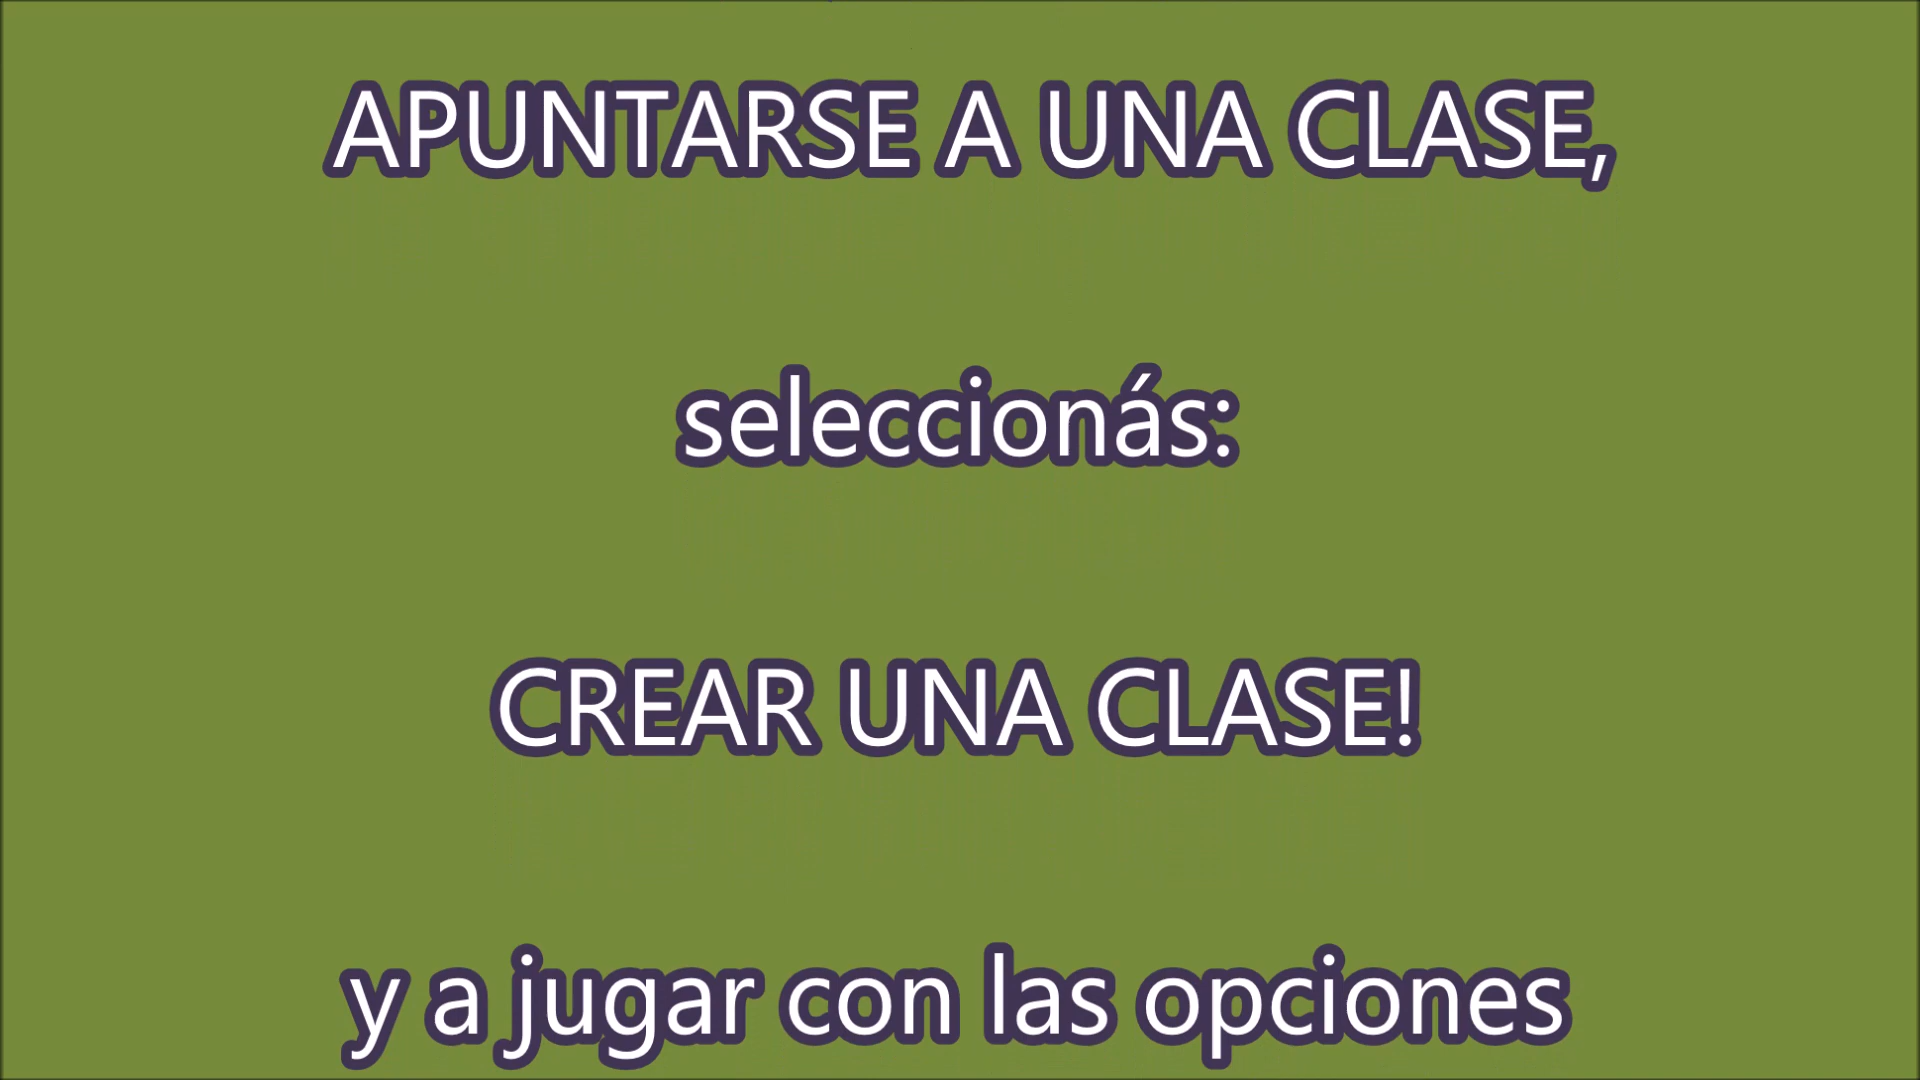 APUNTARSE A UNA CLASE,
seleccionás:
CREAR UNA CLASE!
y a jugar con las opciones